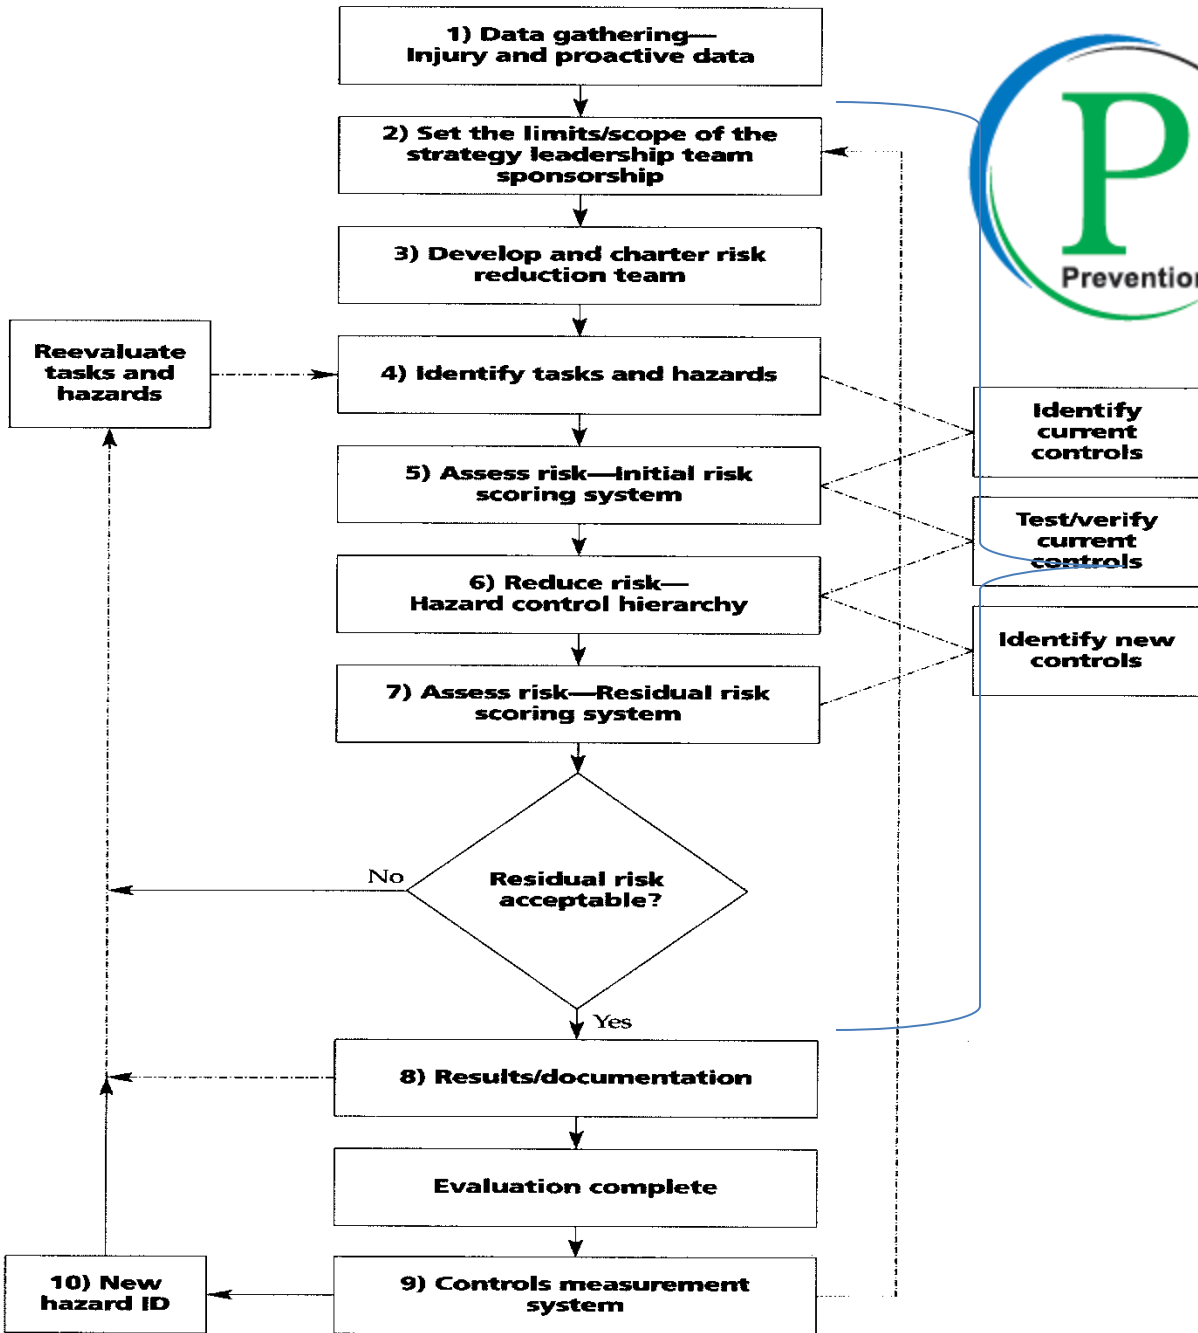 1) Data gathering—
Injury and proactive data
P
Prevention
2) Set the limits/scope of the
strategy leadership team
sponsorship
3) Develop and charter risk
reduction team
Reevaluate
tasks and
hazards
4) Identify tasks and hazards
Identify
current
controls
5) Assess risk—Initial risk
scoring system
Test/verify
current
controls
6) Reduce risk—
Hazard control hierarchy
Identify new
controls
7) Assess risk—Residual risk
scoring system
No
Residual risk
acceptable?
Yes
8) Results/documentation
Evaluation complete
10) New
hazard ID
9) Controls measurement
system